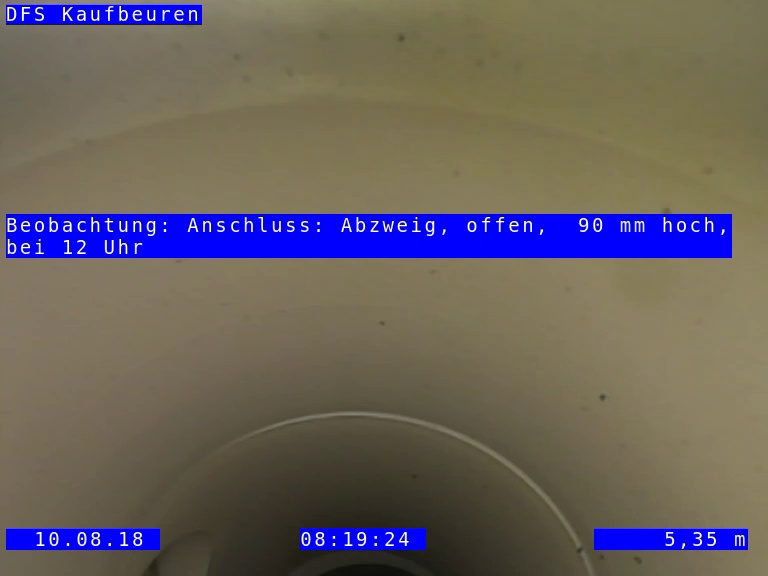 DFS Kaufbeuren
Beobachtung: Anschluss: Abzweig, offen,  90 mm hoch,
bei 12 Uhr
10.08.18 08:19:24 5,35 m